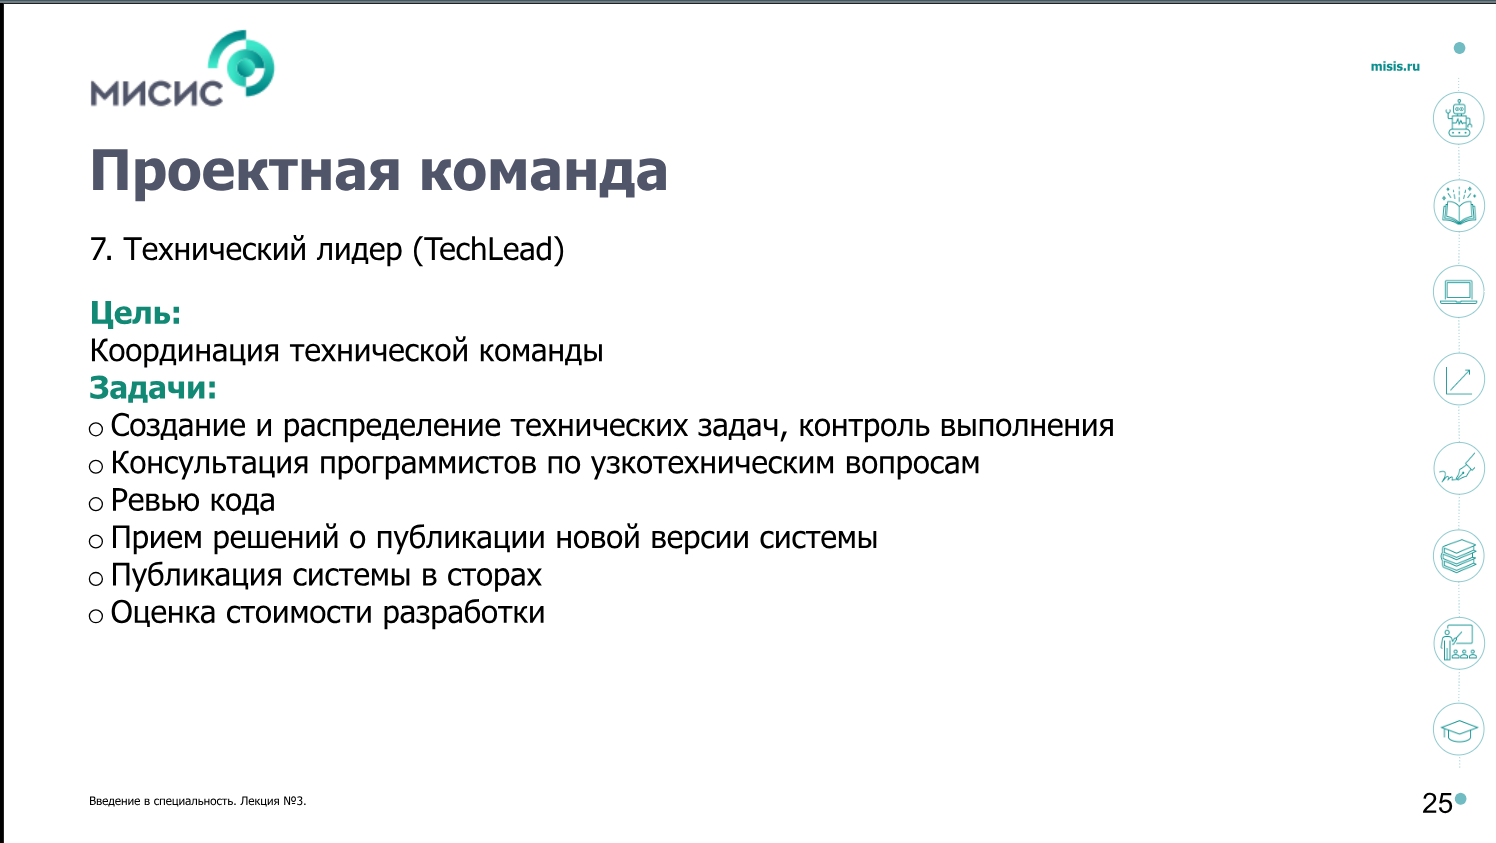 МИСИС
misis.ru
Проектная команда
7. Технический лидер (TechLead)
Цель:
Координация технической команды
Задачи:
o Создание и распределение технических задач, контроль выполнения
o Консультация программистов по узкотехническим вопросам
o Ревью кода
o Прием решений о публикации новой версии системы
o Публикация системы в сторах
o Оценка стоимости разработки
Введение в специальность. Лекция №3.
25